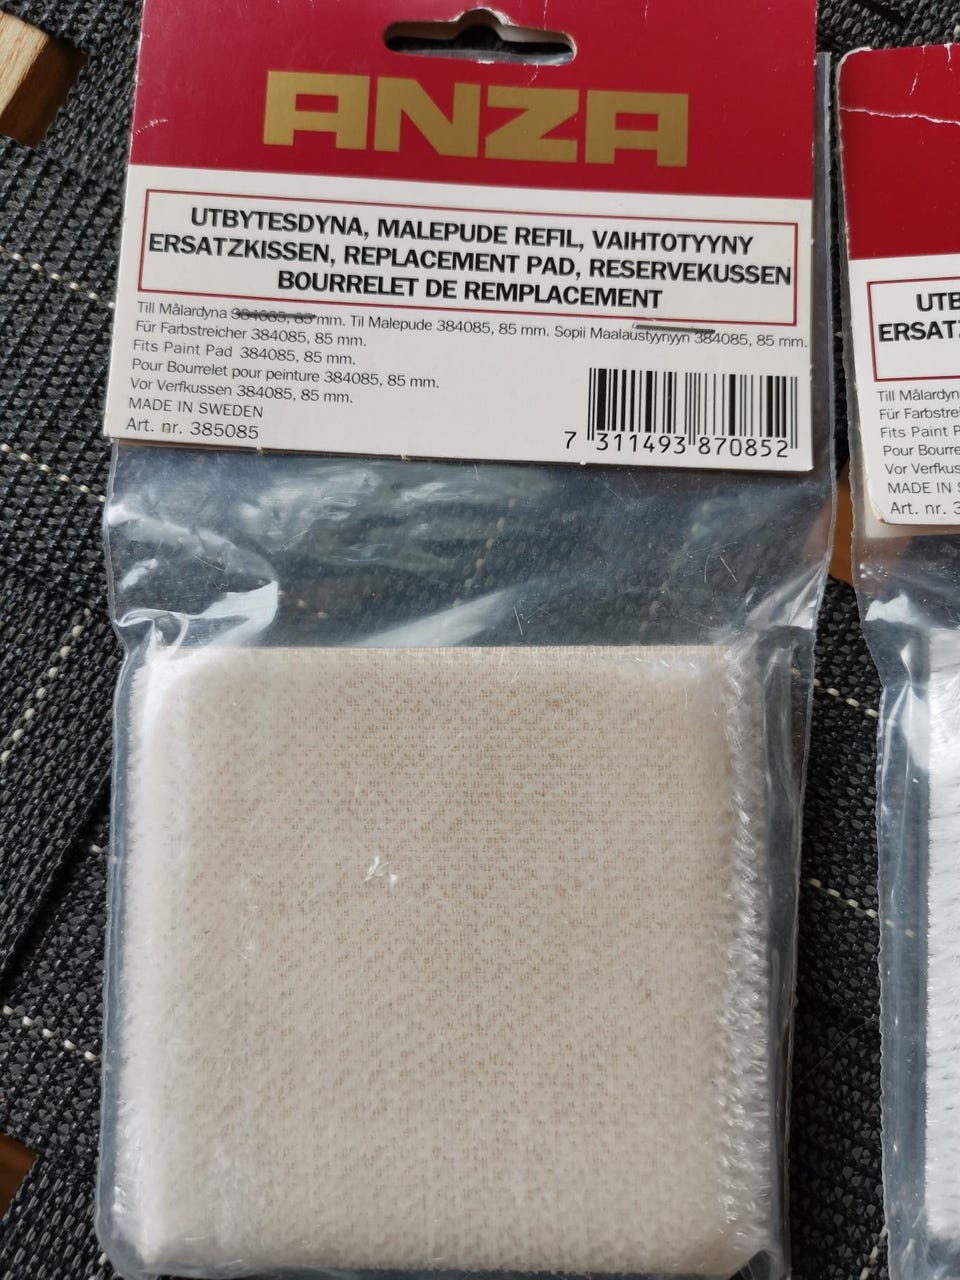 ANZA
UTBYTESDYNA, MALEPUDE REFIL, VAIHTOTYYNY
ERSATZKISSEN, REPLACEMENT PAD, RESERVEKUSSEN
BOURRELET DE REMPLACEMENT
Till Målardyna 384085, 85 mm. Til Malepude 384085, 85 mm. Sopii Maalaustyynyyn 384085, 85 mm.
Für Farbstreicher 384085, 85 mm.
Fits Paint Pad 384085, 85 mm.
Pour Bourrelet pour peinture 384085, 85 mm.
Vor Verfkussen 384085, 85 mm.
MADE IN SWEDEN
Art. nr. 385085
7 311493 870852
UTB
ERSATZ
Till Målardyn
Für Farbstrei
Fits Paint P
Pour Bourre
Vor Verfkus
MADE IN S
Art. nr. 3